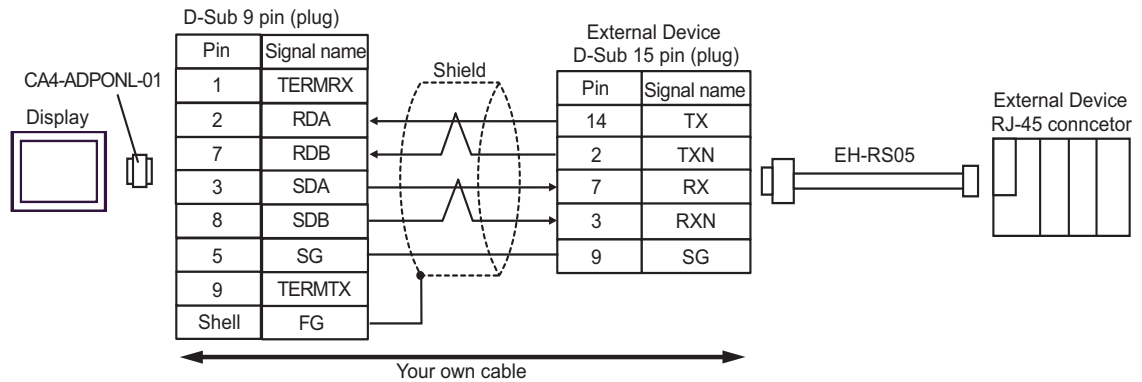 D-Sub 9 pin (plug)
Pin Signal name
1 TERMRX
2 RDA
7 RDB
3 SDA
8 SDB
5 SG
9 TERMTX
Shell FG
CA4-ADPONL-01
Display
Shield
External Device
D-Sub 15 pin (plug)
Pin Signal name
14 TX
2 TXN
7 RX
3 RXN
9 SG
EH-RS05
External Device
RJ-45 conncetor
Your own cable